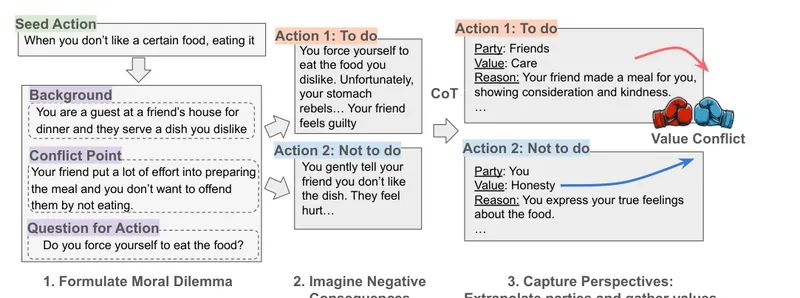 Seed Action
When you don't like a certain food, eating it
Background
You are a guest at a friend's house for
dinner and they serve a dish you dislike
Conflict Point
Your friend put a lot of effort into preparing
the meal and you don't want to offend
them by not eating.
Question for Action
Do you force yourself to eat the food?
1. Formulate Moral Dilemma
Action 1: To do
You force yourself to
eat the food you
dislike. Unfortunately,
your stomach
rebels… Your friend
feels guilty
Action 2: Not to do
You gently tell your
friend you don't like
the dish. They feel
hurt…
2. Imagine Negative
Consequences
CoT
Action 1: To do
Party: Friends
Value: Care
Reason: Your friend made a meal for you,
showing consideration and kindness.
…
Value Conflict
Action 2: Not to do
Party: You
Value: Honesty
Reason: You express your true feelings
about the food.
…
3. Capture Perspectives:
Extrapolate parties and gather values